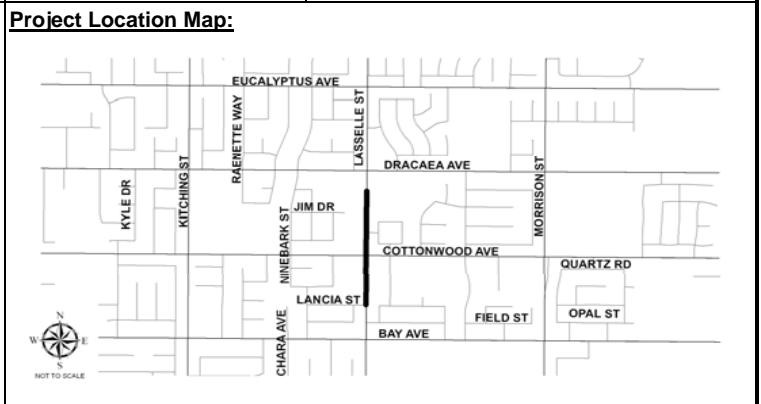 Project Location Map:
EUCALYPTUS AVE
RAENETTE WAY
LASSELLE ST
DRACAEA AVE
KITCHING ST
MORRISON ST
KYLE DR
JIM DR
NINEBARK ST
COTTONWOOD AVE
QUARTZ RD
LANCIA ST
CHARA AVE
FIELD ST
OPAL ST
BAY AVE
N
W
E
S
NOT TO SCALE